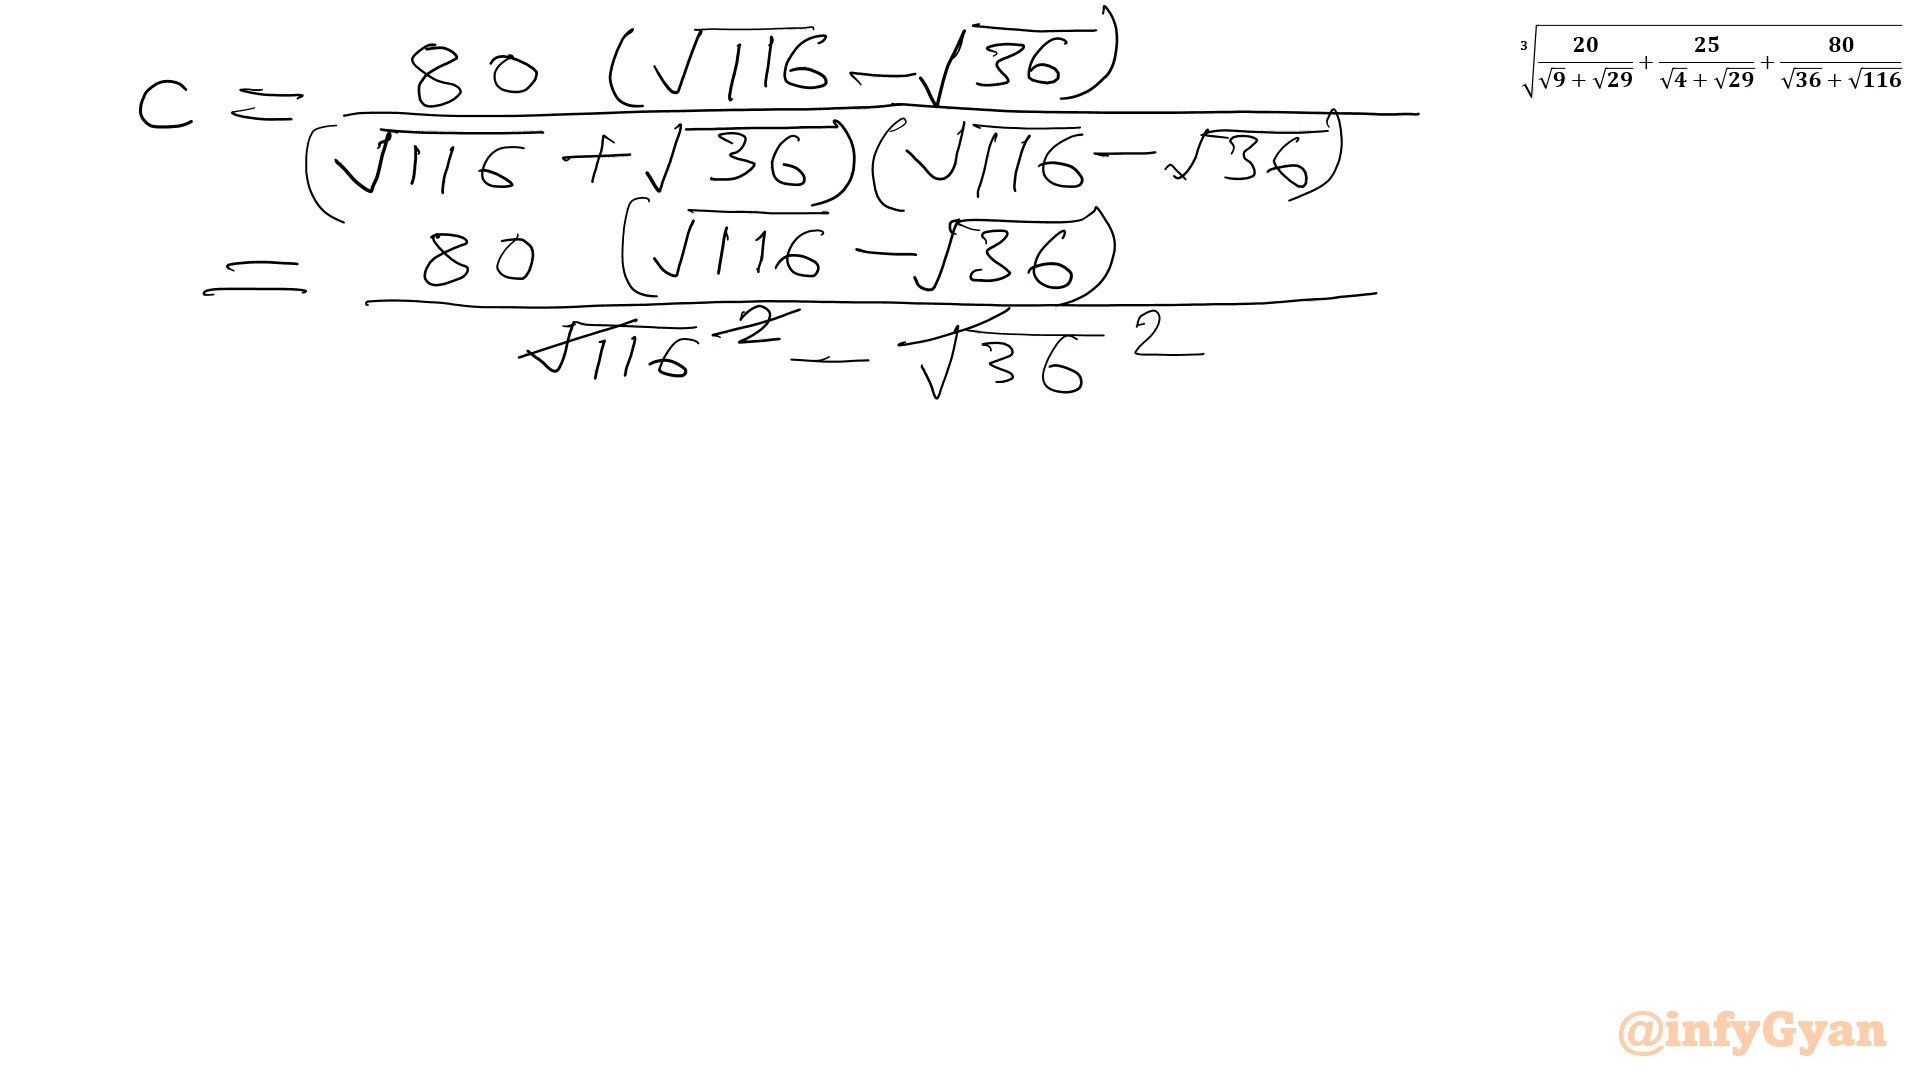 C = 80 (√116 − √36) / (√116 + √36)(√116 − √36)
= 80 (√116 − √36) / √116² − √36²
∛(20/(√9 + √29) + 25/(√4 + √29) + 80/(√36 + √116))
@infyGyan